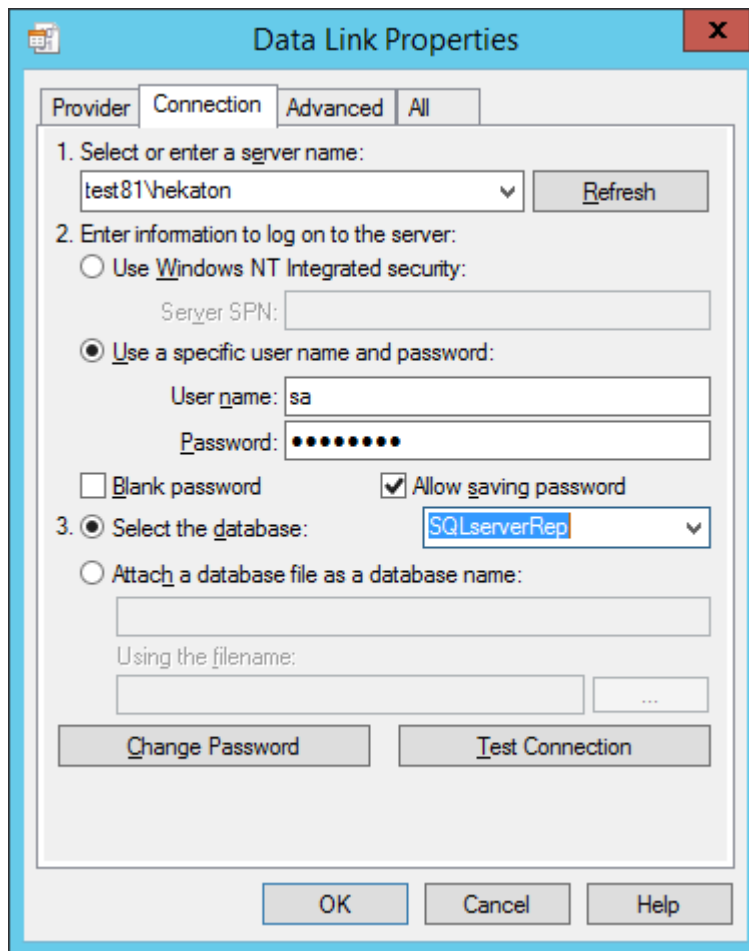 Data Link Properties
x
Provider Connection Advanced All
1. Select or enter a server name:
test81\hekaton Refresh
2. Enter information to log on to the server:
Use Windows NT Integrated security:
Server SPN:
Use a specific user name and password:
User name: sa
Password: ●●●●●●●●
Blank password Allow saving password
3. Select the database: SQLserverRep
Attach a database file as a database name:
Using the filename:
...
Change Password Test Connection
OK Cancel Help